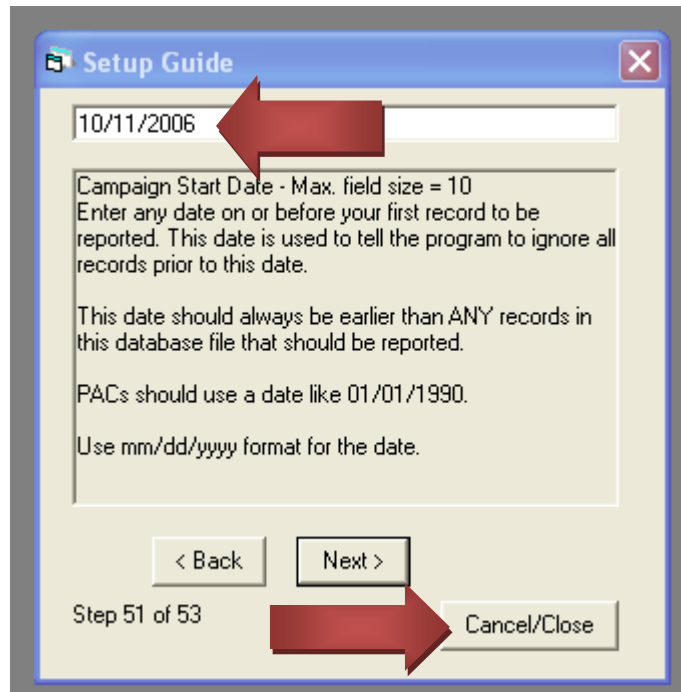 Setup Guide
10/11/2006
Campaign Start Date - Max. field size = 10
Enter any date on or before your first record to be
reported. This date is used to tell the program to ignore all
records prior to this date.
This date should always be earlier than ANY records in
this database file that should be reported.
PACs should use a date like 01/01/1990.
Use mm/dd/yyyy format for the date.
< Back
Next >
Step 51 of 53
Cancel/Close